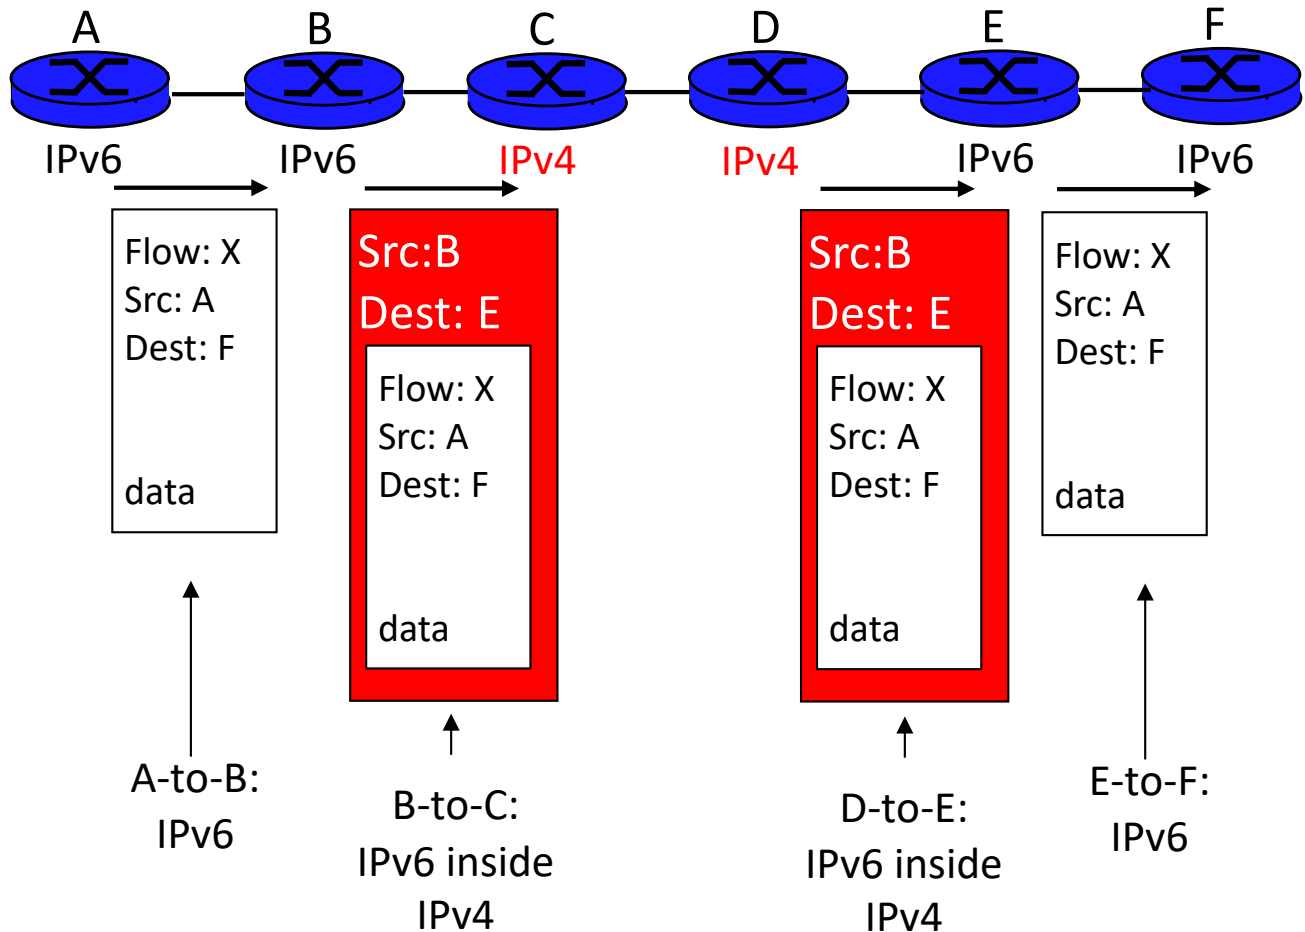 A
B
C
D
E
F
IPv6
IPv6
IPv4
IPv4
IPv6
IPv6
Flow: X
Src: A
Dest: F
data
Src:B
Dest: E
Flow: X
Src: A
Dest: F
data
Src:B
Dest: E
Flow: X
Src: A
Dest: F
data
Flow: X
Src: A
Dest: F
data
A-to-B:
IPv6
B-to-C:
IPv6 inside
IPv4
D-to-E:
IPv6 inside
IPv4
E-to-F:
IPv6